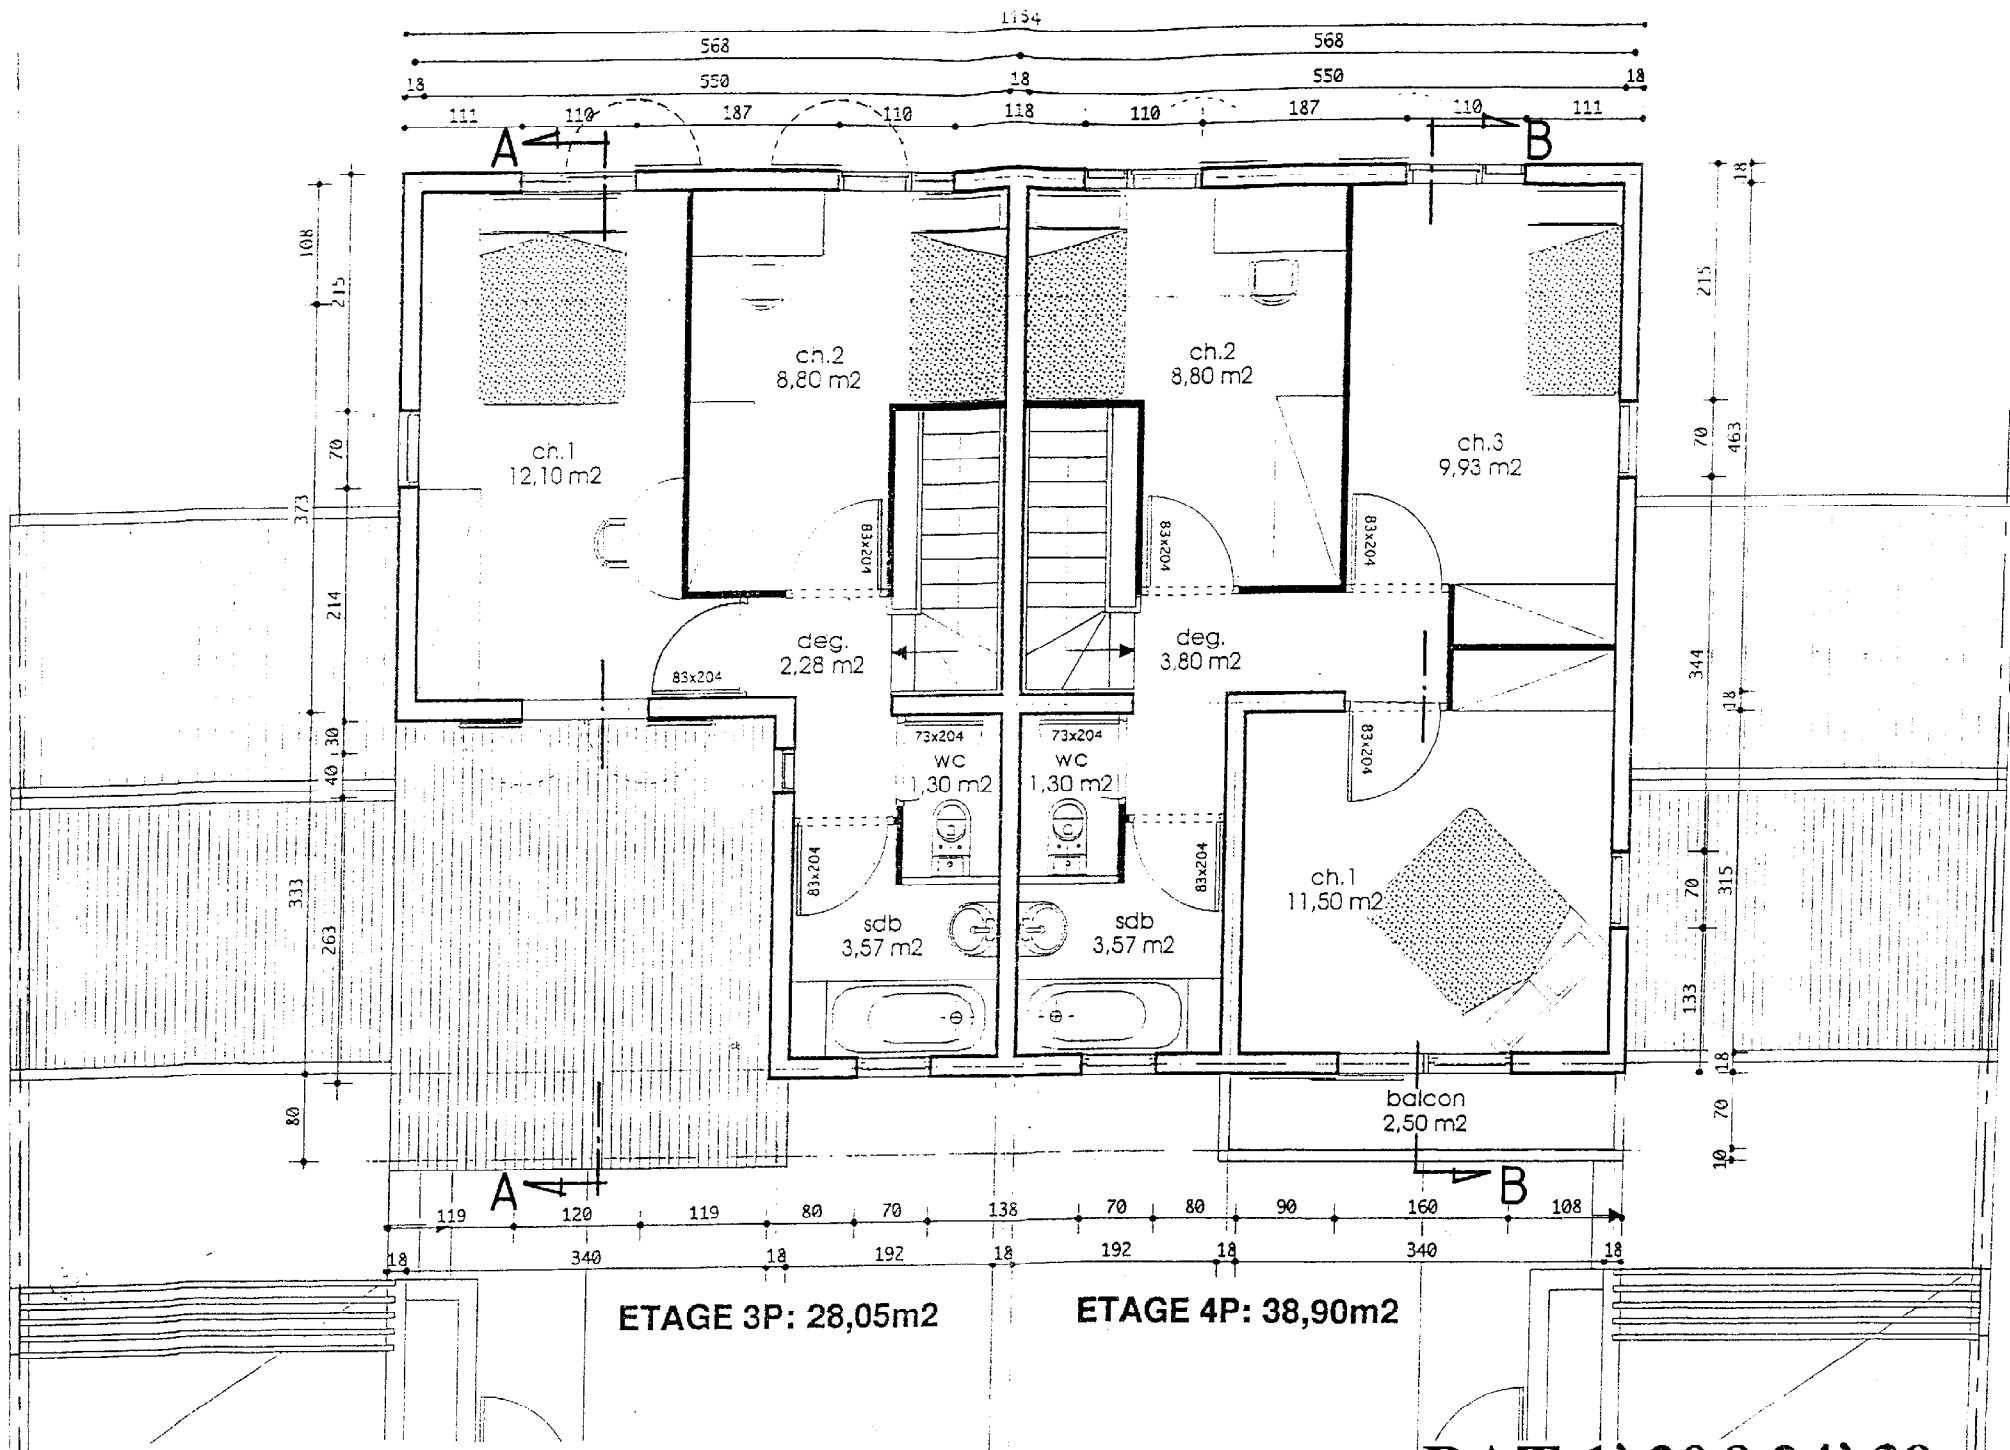 1154
568 568
18 550 18 550 18
111 110 187 110 118 110 187 110 111
A B
18
108
215 215
ch.2
8,80 m2
ch.2
8,80 m2
ch.1
12,10 m2
ch.3
9,93 m2
70 70 463
373
83x204 83x204 83x204
214
deg.
2,28 m2
deg.
3,80 m2
344
83x204
18
30
40
73x204 73x204
wc
1,30 m2
wc
1,30 m2
83x204
83x204 83x204
ch.1
11,50 m2
70 315
333
263
sdb
3,57 m2
sdb
3,57 m2
133
18
balcon
2,50 m2
80
70
10
A B
119 120 119 80 70 138 70 80 90 160 108
18 340 18 192 18 192 18 340 18
ETAGE 3P: 28,05m2 ETAGE 4P: 38,90m2